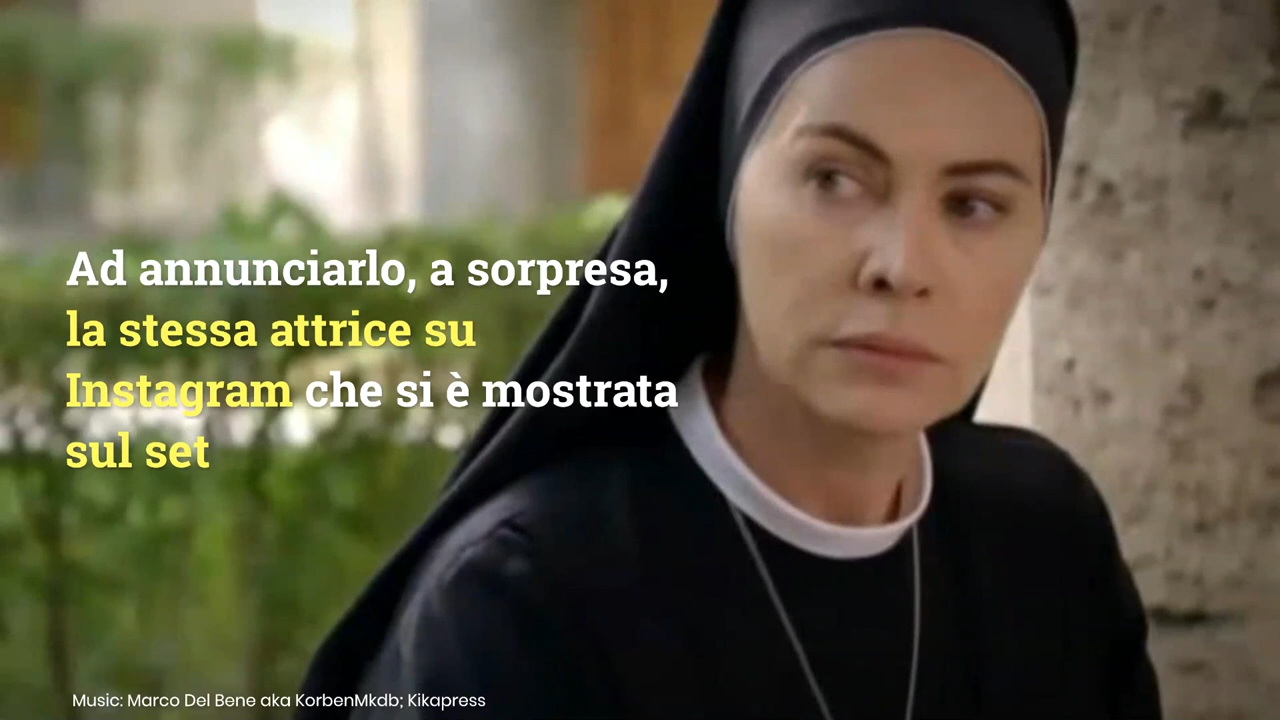 Ad annunciarlo, a sorpresa,
la stessa attrice su
Instagram che si è mostrata
sul set
Music: Marco Del Bene aka KorbenMkdb; Kikapress